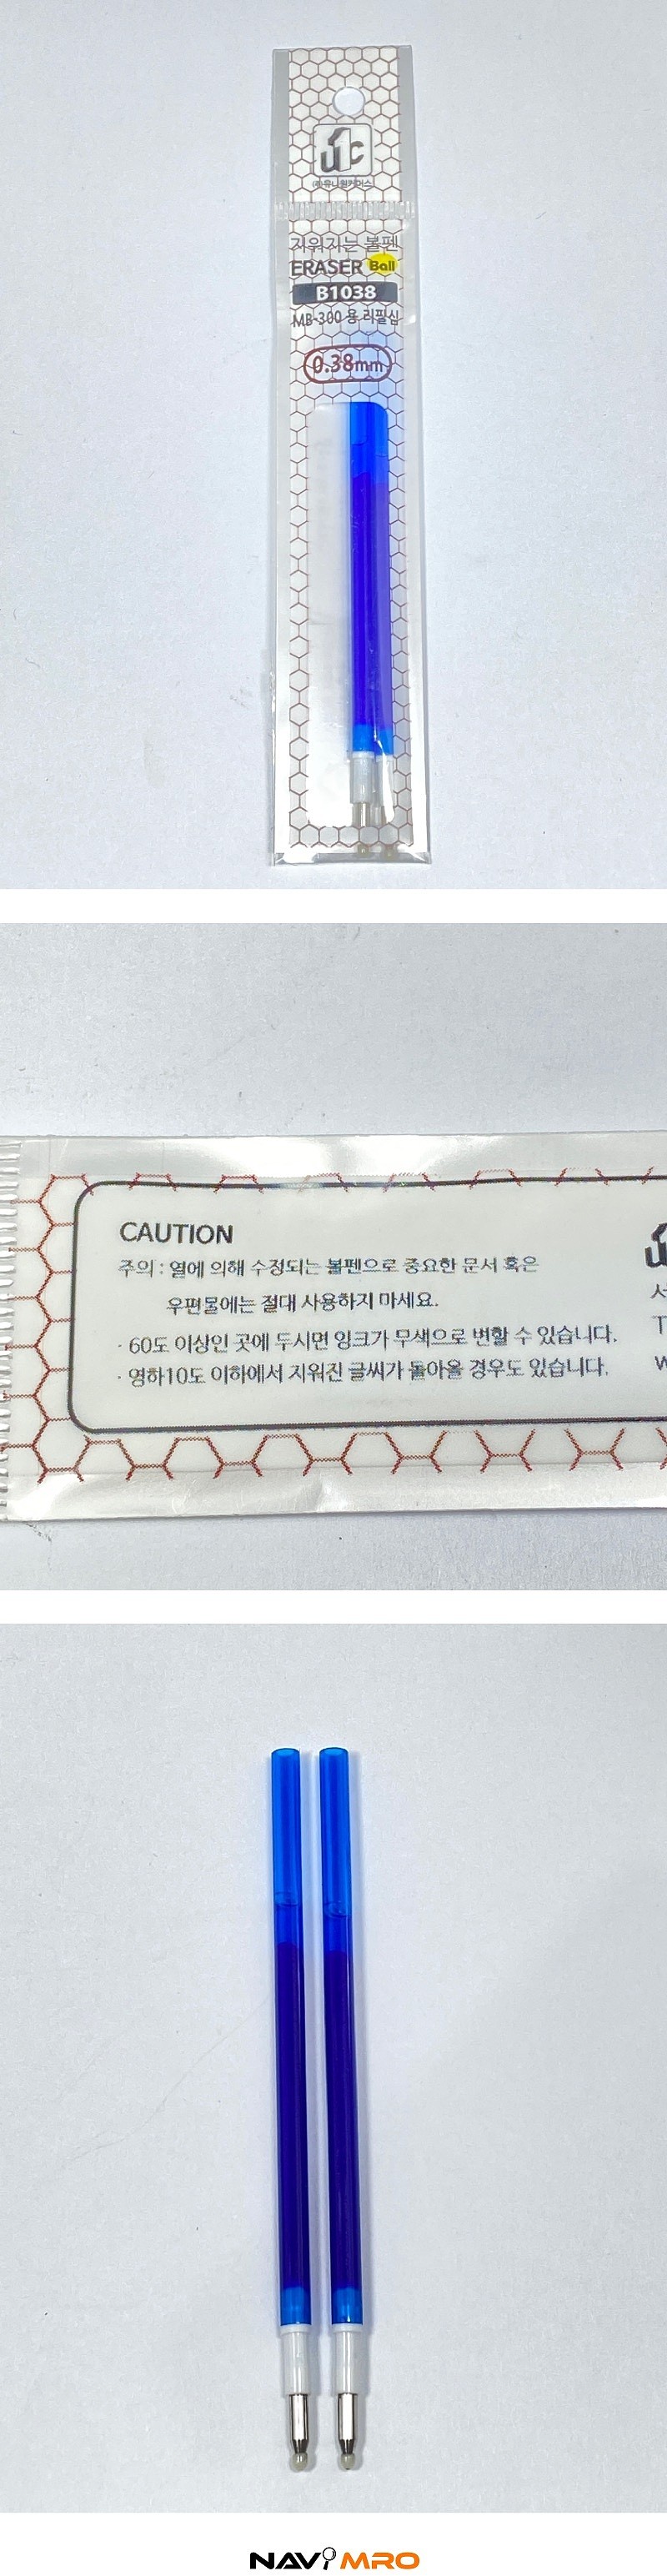 u1c
(주)유니원커머스
지워지는 볼펜
ERASER Ball
B1038
MB-300 용 리필심
0.38mm
CAUTION
주의 : 열에 의해 수정되는 볼펜으로 중요한 문서 혹은
우편물에는 절대 사용하지 마세요.
· 60도 이상인 곳에 두시면 잉크가 무색으로 변할 수 있습니다.
· 영하10도 이하에서 지워진 글씨가 돌아올 경우도 있습니다.
NAVIMRO